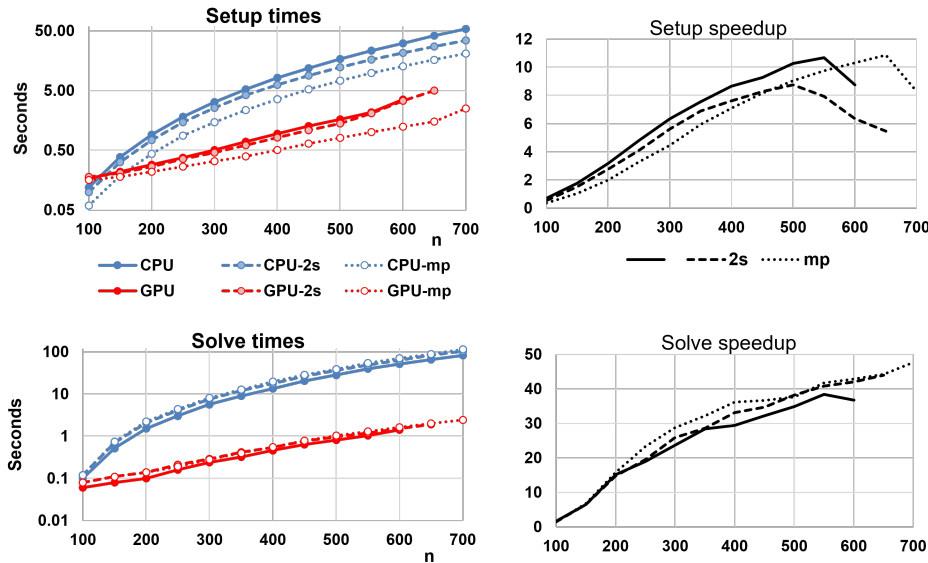 Setup times
50.00
5.00
0.50
0.05
Seconds
100 200 300 400 500 600 700
n
CPU CPU-2s CPU-mp
GPU GPU-2s GPU-mp
Setup speedup
12
10
8
6
4
2
0
100 200 300 400 500 600 700
2s mp
Solve times
100
10
1
0.1
0.01
Seconds
100 200 300 400 500 600 700
n
Solve speedup
50
40
30
20
10
0
100 200 300 400 500 600 700